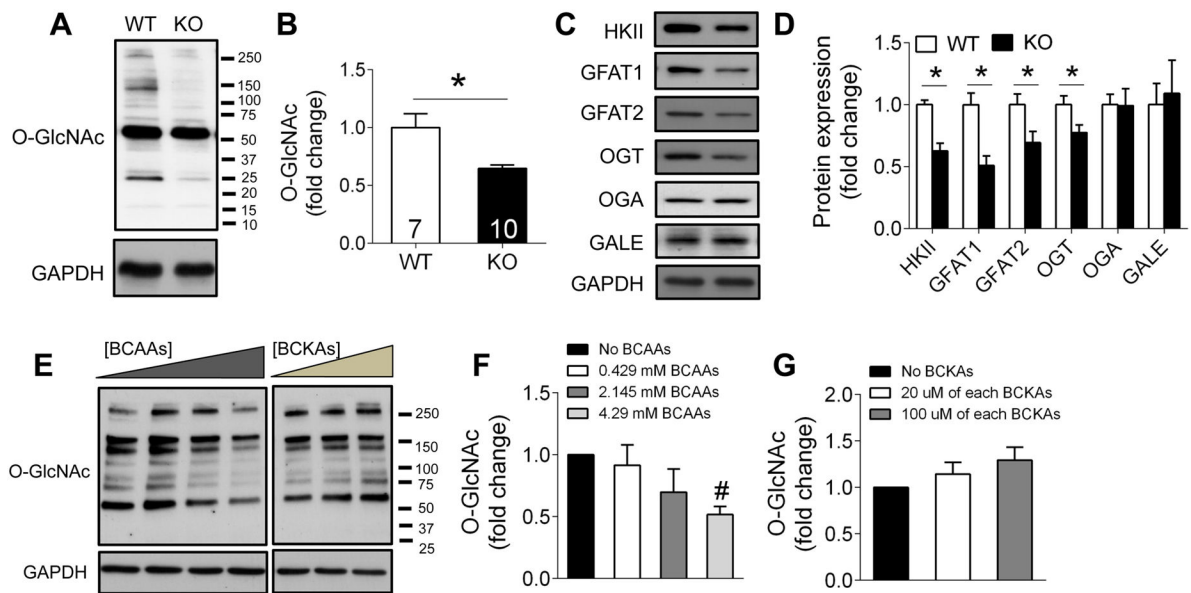 A
WT KO
250
150
100
75
50
37
25
20
15
10
O-GlcNAc
GAPDH
B
O-GlcNAc
(fold change)
1.5
1.0
0.5
0.0
*
7
10
WT
KO
C
HKII
GFAT1
GFAT2
OGT
OGA
GALE
GAPDH
D
WT KO
Protein expression
(fold change)
1.5
1.0
0.5
0.0
* * * *
HKII
GFAT1
GFAT2
OGT
OGA
GALE
E
[BCAAs]
[BCKAs]
O-GlcNAc
250
150
100
75
50
37
25
GAPDH
F
No BCAAs
0.429 mM BCAAs
2.145 mM BCAAs
4.29 mM BCAAs
O-GlcNAc
(fold change)
1.5
1.0
0.5
0.0
#
G
No BCKAs
20 uM of each BCKAs
100 uM of each BCKAs
O-GlcNAc
(fold change)
2.0
1.5
1.0
0.5
0.0